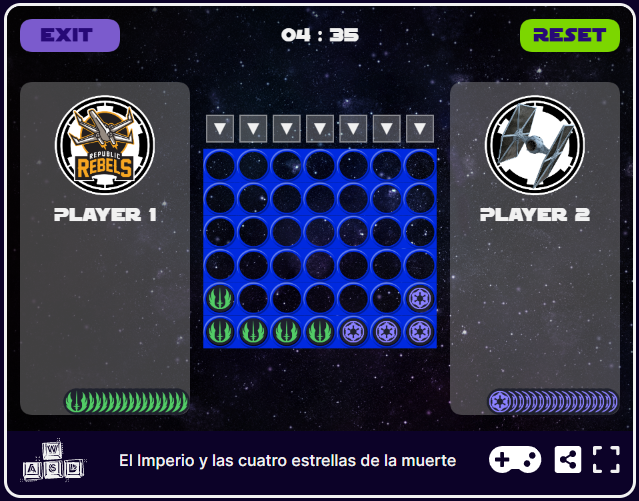 EXIT
04 : 35
RESET
REPUBLIC
REBELS
PLAYER 1
PLAYER 2
W
A S D
El Imperio y las cuatro estrellas de la muerte